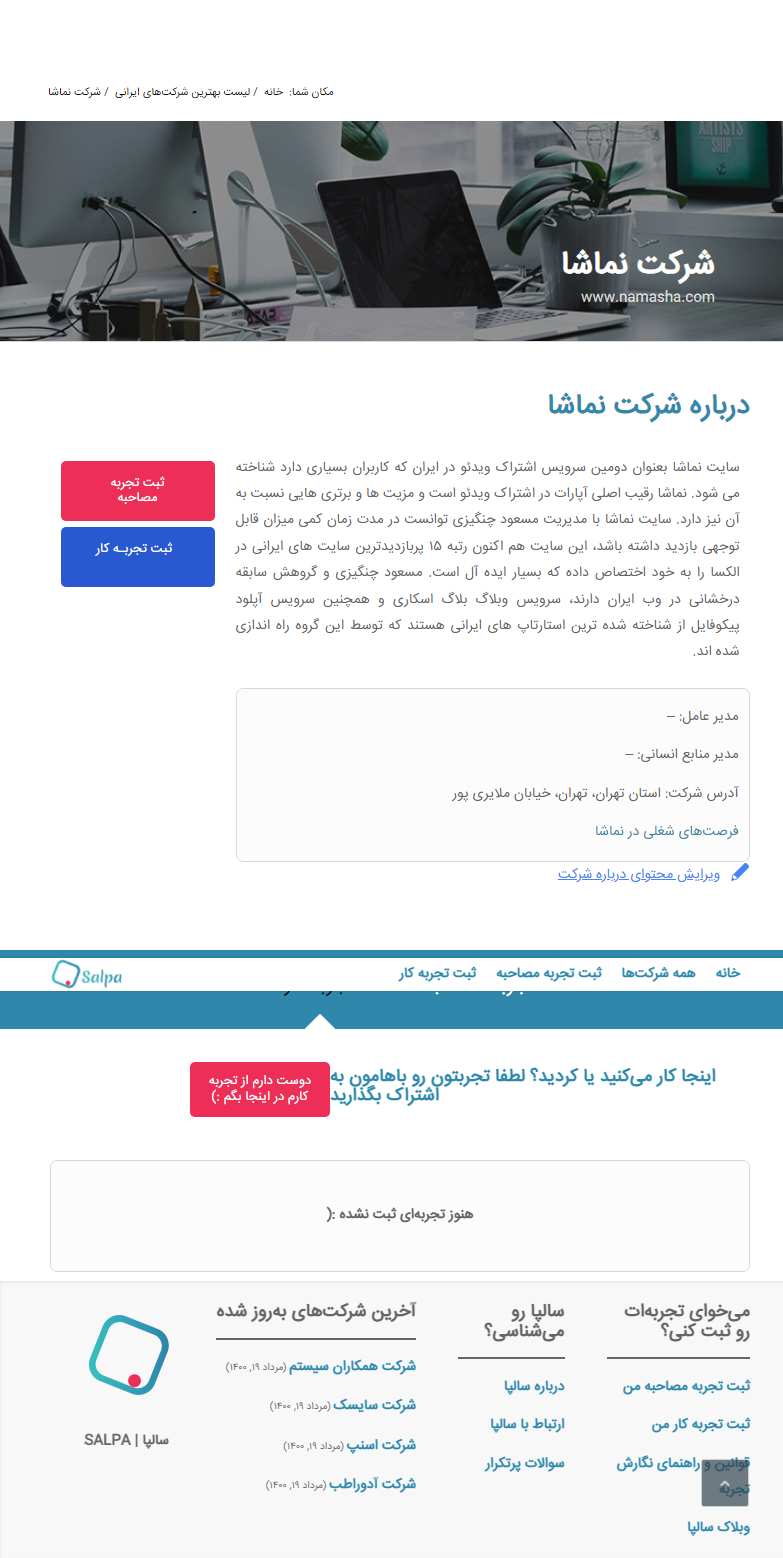 مکان شما: خانه / لیست بهترین شرکت‌های ایرانی / شرکت نماشا
ARTISTS
SHIP
شرکت نماشا
www.namasha.com
درباره شرکت نماشا
سایت نماشا بعنوان دومین سرویس اشتراک ویدئو در ایران که کاربران بسیاری دارد شناخته
می شود. نماشا رقیب اصلی آپارات در اشتراک ویدئو است و مزیت ها و برتری هایی نسبت به
آن نیز دارد. سایت نماشا با مدیریت مسعود چنگیزی توانست در مدت زمان کمی میزان قابل
توجهی بازدید داشته باشد، این سایت هم اکنون رتبه ۱۵ پربازدیدترین سایت های ایرانی در
الکسا را به خود اختصاص داده که بسیار ایده آل است. مسعود چنگیزی و گروهش سابقه
درخشانی در وب ایران دارند، سرویس وبلاگ بلاگ اسکاری و همچنین سرویس آپلود
پیکوفایل از شناخته شده ترین استارتاپ های ایرانی هستند که توسط این گروه راه اندازی
شده اند.
ثبت تجربه
مصاحبه
ثبت تجربـه کار
مدیر عامل: –
مدیر منابع انسانی: –
آدرس شرکت: استان تهران، تهران، خیابان ملایری پور
فرصت‌های شغلی در نماشا
ویرایش محتوای درباره شرکت
خانه همه شرکت‌ها ثبت تجربه مصاحبه ثبت تجربه کار
Salpa
اینجا کار می‌کنید یا کردید؟ لطفا تجربتون رو باهامون به
اشتراک بگذارید
دوست دارم از تجربه
کارم در اینجا بگم :)
هنوز تجربه‌ای ثبت نشده :(
می‌خوای تجربه‌ات
رو ثبت کنی؟
ثبت تجربه مصاحبه من
ثبت تجربه کار من
قوانین و راهنمای نگارش
تجربه
وبلاک سالپا
سالپا رو
می‌شناسی؟
درباره سالپا
ارتباط با سالپا
سوالات پرتکرار
آخرین شرکت‌های به‌روز شده
شرکت همکاران سیستم (مرداد ۱۹, ۱۴۰۰)
شرکت سایسک (مرداد ۱۹, ۱۴۰۰)
شرکت اسنپ (مرداد ۱۹, ۱۴۰۰)
شرکت آدوراطب (مرداد ۱۹, ۱۴۰۰)
سالپا | SALPA